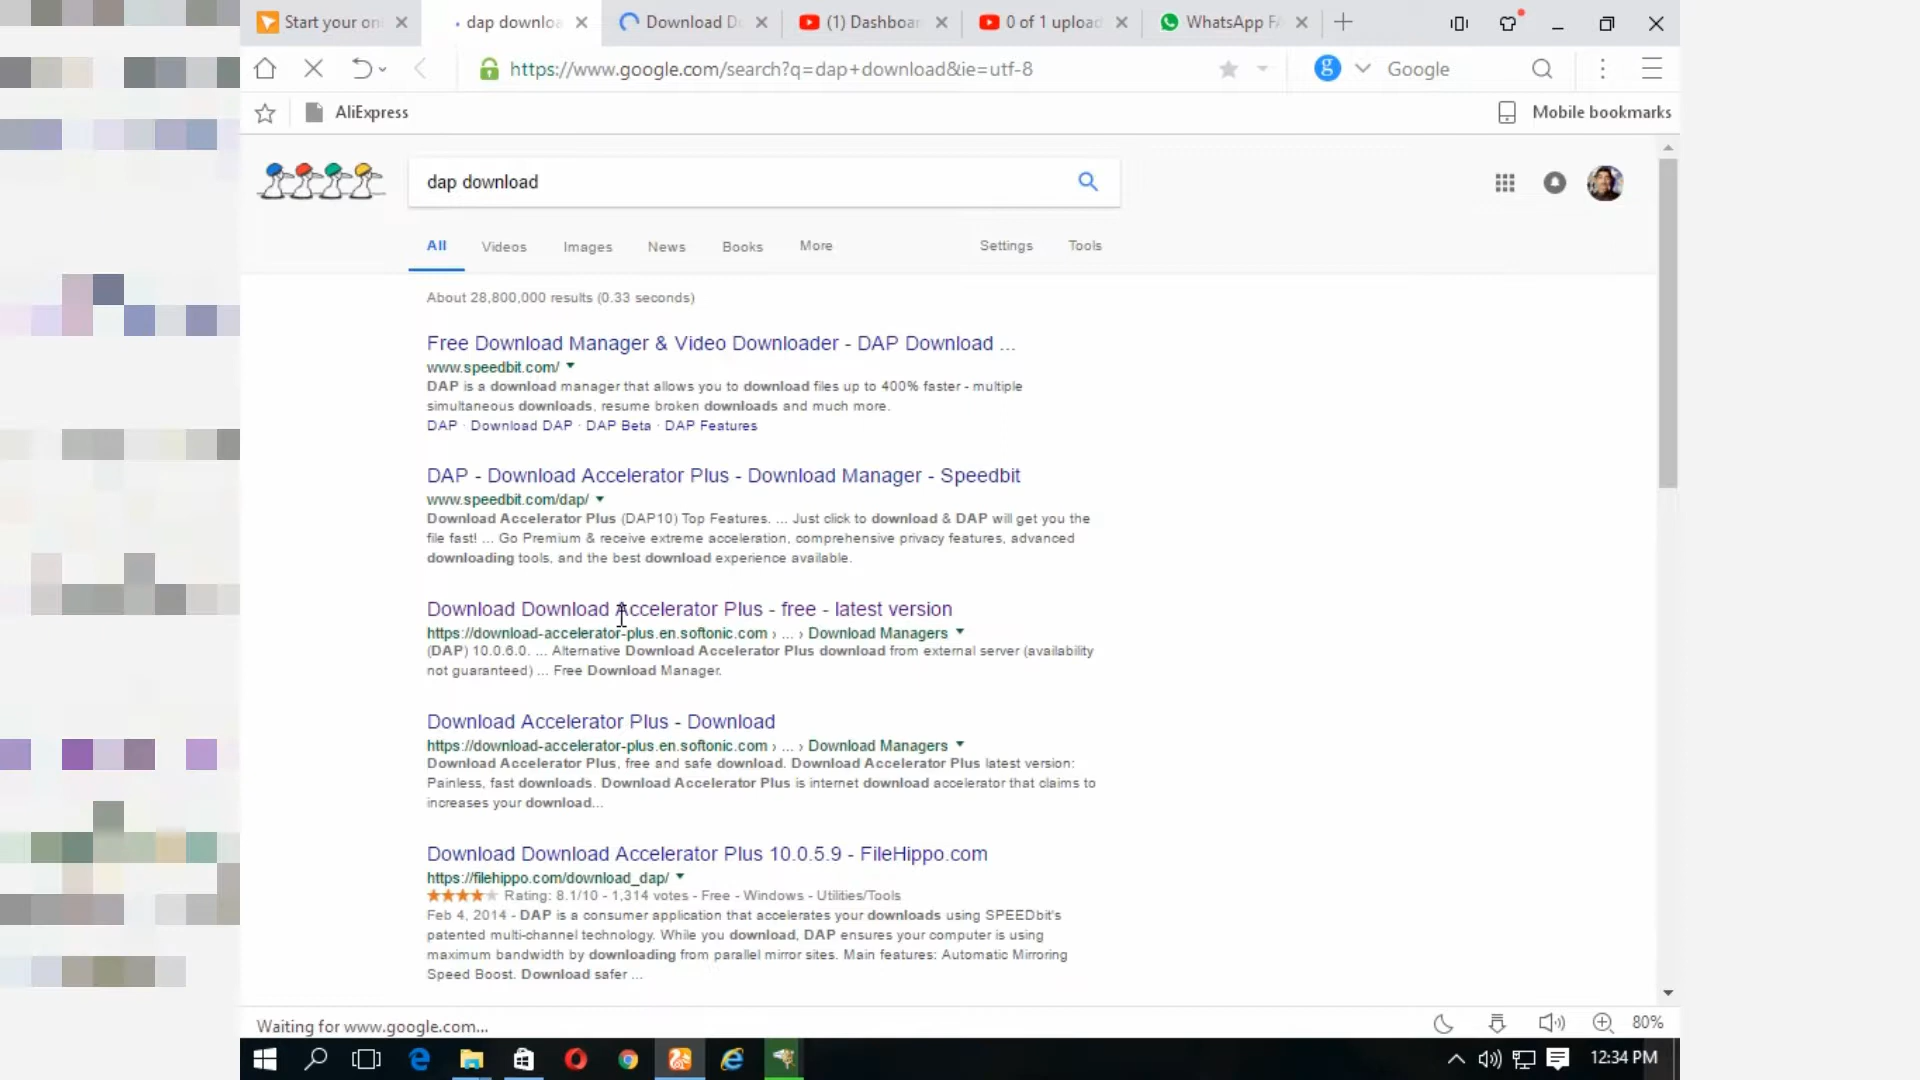 Start your on
dap downloa
Download D
(1) Dashboar
0 of 1 upload
WhatsApp F
https://www.google.com/search?q=dap+download&ie=utf-8
Google
AliExpress
Mobile bookmarks
dap download
All
Videos
Images
News
Books
More
Settings
Tools
About 28,800,000 results (0.33 seconds)
Free Download Manager & Video Downloader - DAP Download ...
www.speedbit.com/
DAP is a download manager that allows you to download files up to 400% faster - multiple
simultaneous downloads, resume broken downloads and much more.
DAP · Download DAP · DAP Beta · DAP Features
DAP - Download Accelerator Plus - Download Manager - Speedbit
www.speedbit.com/dap/
Download Accelerator Plus (DAP10) Top Features. ... Just click to download & DAP will get you the
file fast! ... Go Premium & receive extreme acceleration, comprehensive privacy features, advanced
downloading tools, and the best download experience available.
Download Download Accelerator Plus - free - latest version
https://download-accelerator-plus.en.softonic.com › ... › Download Managers
(DAP) 10.0.6.0. ... Alternative Download Accelerator Plus download from external server (availability
not guaranteed) ... Free Download Manager.
Download Accelerator Plus - Download
https://download-accelerator-plus.en.softonic.com › ... › Download Managers
Download Accelerator Plus, free and safe download. Download Accelerator Plus latest version:
Painless, fast downloads. Download Accelerator Plus is internet download accelerator that claims to
increases your download...
Download Download Accelerator Plus 10.0.5.9 - FileHippo.com
https://filehippo.com/download_dap/
Rating: 8.1/10 - 1,314 votes - Free - Windows - Utilities/Tools
Feb 4, 2014 - DAP is a consumer application that accelerates your downloads using SPEEDbit's
patented multi-channel technology. While you download, DAP ensures your computer is using
maximum bandwidth by downloading from parallel mirror sites. Main features: Automatic Mirroring
Speed Boost. Download safer ...
Waiting for www.google.com...
80%
12:34 PM